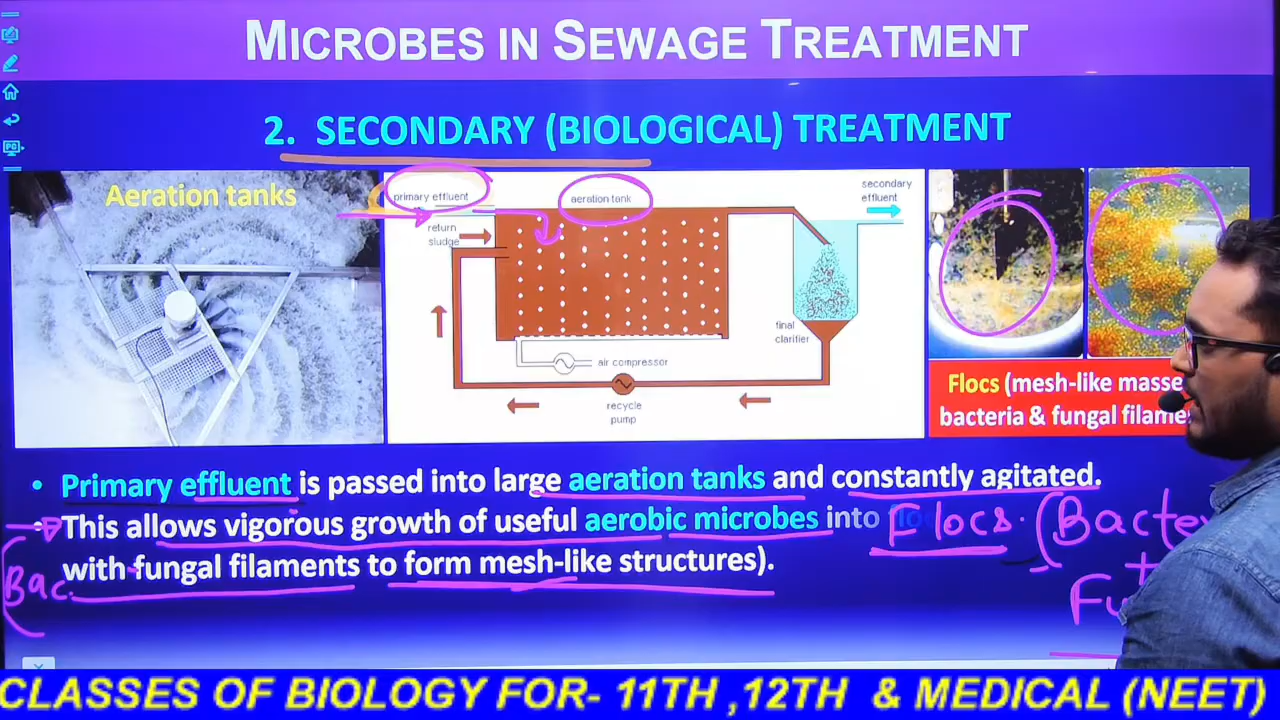 MICROBES IN SEWAGE TREATMENT
2. SECONDARY (BIOLOGICAL) TREATMENT
Aeration tanks
primary effluent
return
sludge
aeration tank
secondary
effluent
final
clarifier
air compressor
recycle
pump
Flocs (mesh-like
bacteria & fungal
• Primary effluent is passed into large aeration tanks and constantly agitated.
• This allows vigorous growth of useful aerobic microbes into
Flocs. (
with fungal filaments to form mesh-like structures).
(Bac.
+
CLASSES OF BIOLOGY FOR- 11TH ,12TH & MEDICAL (NEET)